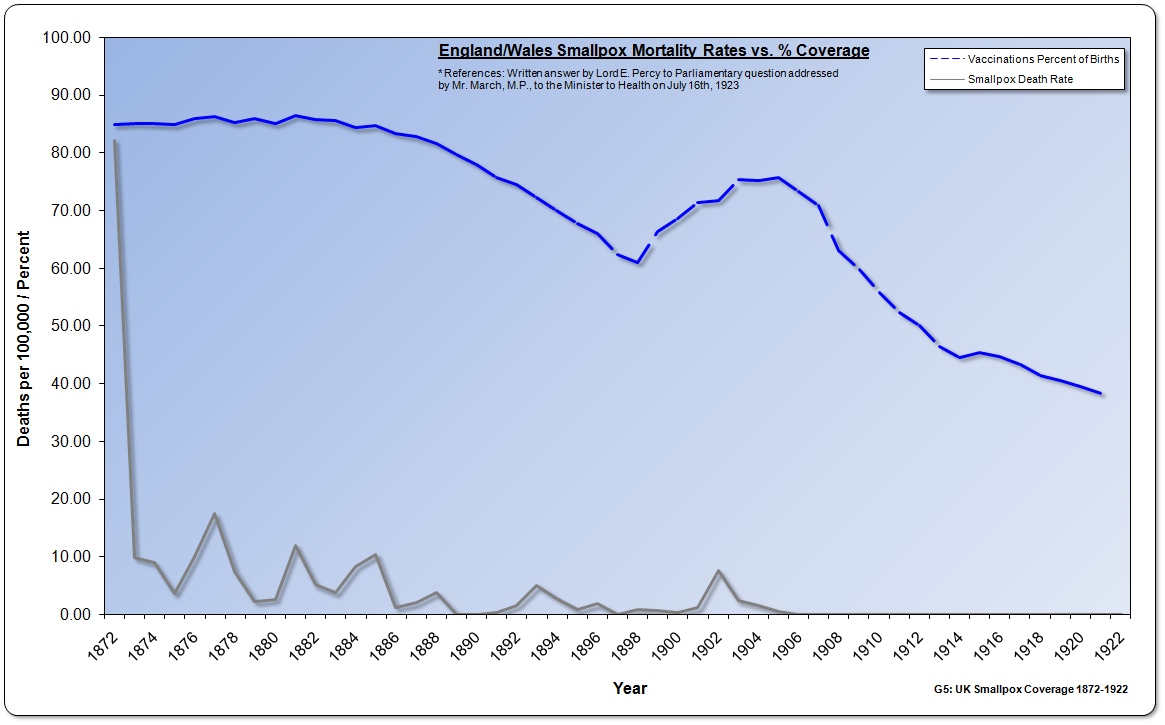 England/Wales Smallpox Mortality Rates vs. % Coverage
* References: Written answer by Lord E. Percy to Parliamentary question addressed
by Mr. March, M.P., to the Minister to Health on July 16th, 1923
Vaccinations Percent of Births
Smallpox Death Rate
Deaths per 100,000 / Percent
100.00
90.00
80.00
70.00
60.00
50.00
40.00
30.00
20.00
10.00
0.00
1872 1874 1876 1878 1880 1882 1884 1886 1888 1890 1892 1894 1896 1898 1900 1902 1904 1906 1908 1910 1912 1914 1916 1918 1920 1922
Year
G5: UK Smallpox Coverage 1872-1922